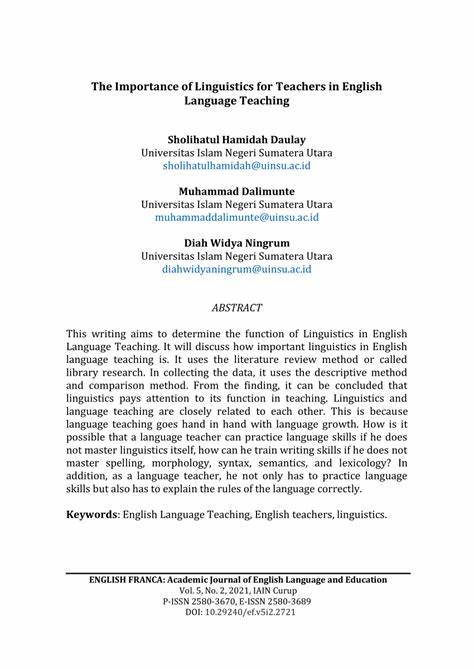 The Importance of Linguistics for Teachers in English
Language Teaching
Sholihatul Hamidah Daulay
Universitas Islam Negeri Sumatera Utara
sholihatulhamidah@uinsu.ac.id
Muhammad Dalimunte
Universitas Islam Negeri Sumatera Utara
muhammaddalimunte@uinsu.ac.id
Diah Widya Ningrum
Universitas Islam Negeri Sumatera Utara
diahwidyaningrum@uinsu.ac.id
ABSTRACT
This writing aims to determine the function of Linguistics in English
Language Teaching. It will discuss how important linguistics in English
language teaching is. It uses the literature review method or called
library research. In collecting the data, it uses the descriptive method
and comparison method. From the finding, it can be concluded that
linguistics pays attention to its function in teaching. Linguistics and
language teaching are closely related to each other. This is because
language teaching goes hand in hand with language growth. How is it
possible that a language teacher can practice language skills if he does
not master linguistics itself, how can he train writing skills if he does not
master spelling, morphology, syntax, semantics, and lexicology? In
addition, as a language teacher, he not only has to practice language
skills but also has to explain the rules of the language correctly.
Keywords: English Language Teaching, English teachers, linguistics.
ENGLISH FRANCA: Academic Journal of English Language and Education
Vol. 5, No. 2, 2021, IAIN Curup
P-ISSN 2580-3670, E-ISSN 2580-3689
DOI: 10.29240/ef.v5i2.2721